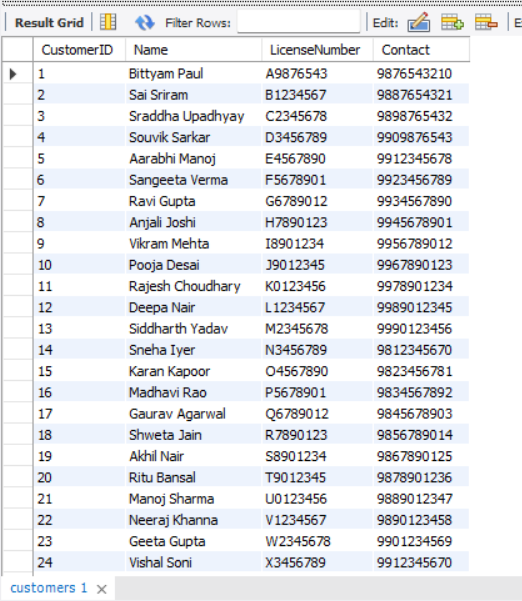 Result Grid Filter Rows: Edit: E
CustomerID Name LicenseNumber Contact
1 Bittyam Paul A9876543 9876543210
2 Sai Sriram B1234567 9887654321
3 Sraddha Upadhyay C2345678 9898765432
4 Souvik Sarkar D3456789 9909876543
5 Aarabhi Manoj E4567890 9912345678
6 Sangeeta Verma F5678901 9923456789
7 Ravi Gupta G6789012 9934567890
8 Anjali Joshi H7890123 9945678901
9 Vikram Mehta I8901234 9956789012
10 Pooja Desai J9012345 9967890123
11 Rajesh Choudhary K0123456 9978901234
12 Deepa Nair L1234567 9989012345
13 Siddharth Yadav M2345678 9990123456
14 Sneha Iyer N3456789 9812345670
15 Karan Kapoor O4567890 9823456781
16 Madhavi Rao P5678901 9834567892
17 Gaurav Agarwal Q6789012 9845678903
18 Shweta Jain R7890123 9856789014
19 Akhil Nair S8901234 9867890125
20 Ritu Bansal T9012345 9878901236
21 Manoj Sharma U0123456 9889012347
22 Neeraj Khanna V1234567 9890123458
23 Geeta Gupta W2345678 9901234569
24 Vishal Soni X3456789 9912345670
customers 1